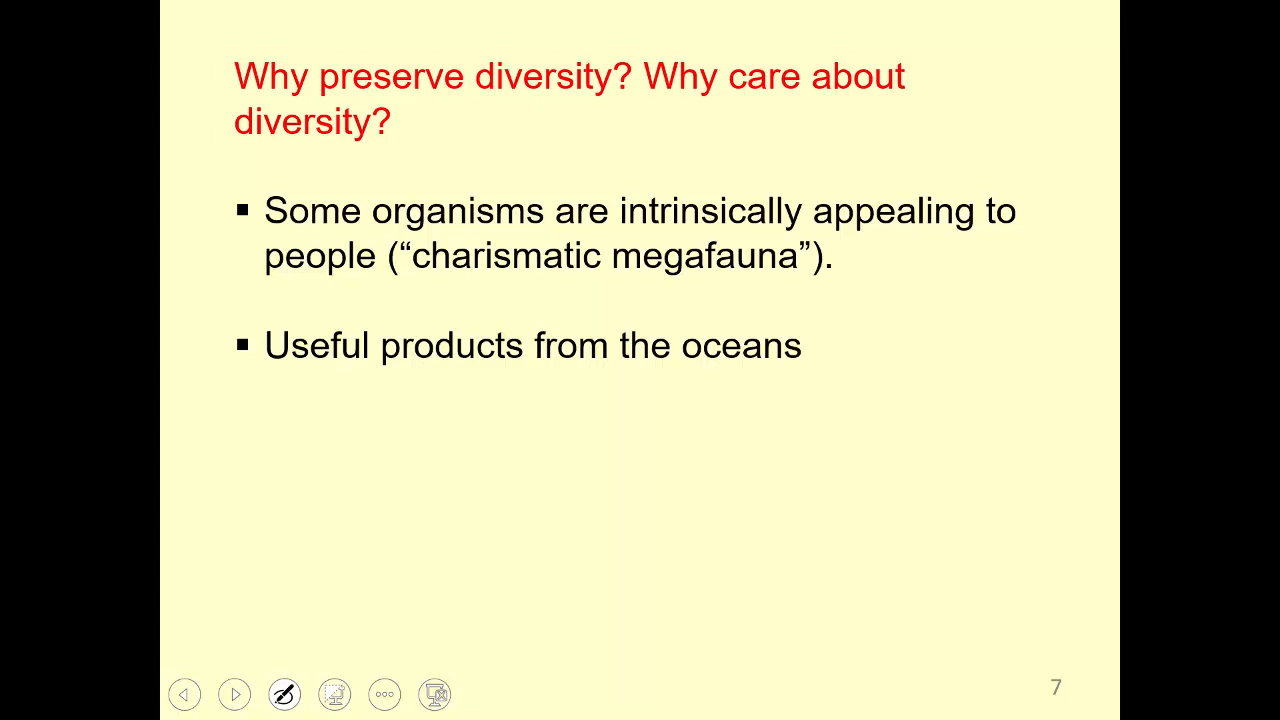 Why preserve diversity? Why care about
diversity?
▪ Some organisms are intrinsically appealing to
people (“charismatic megafauna”).
▪ Useful products from the oceans
7